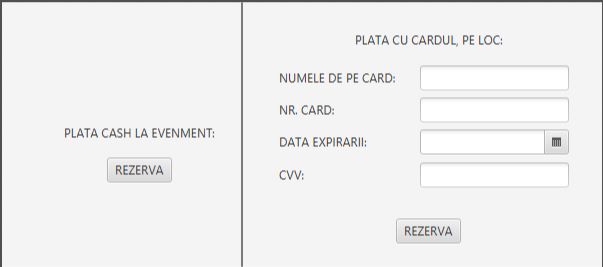 PLATA CASH LA EVENMENT:
REZERVA
PLATA CU CARDUL, PE LOC:
NUMELE DE PE CARD:
NR. CARD:
DATA EXPIRARII:
CVV:
REZERVA